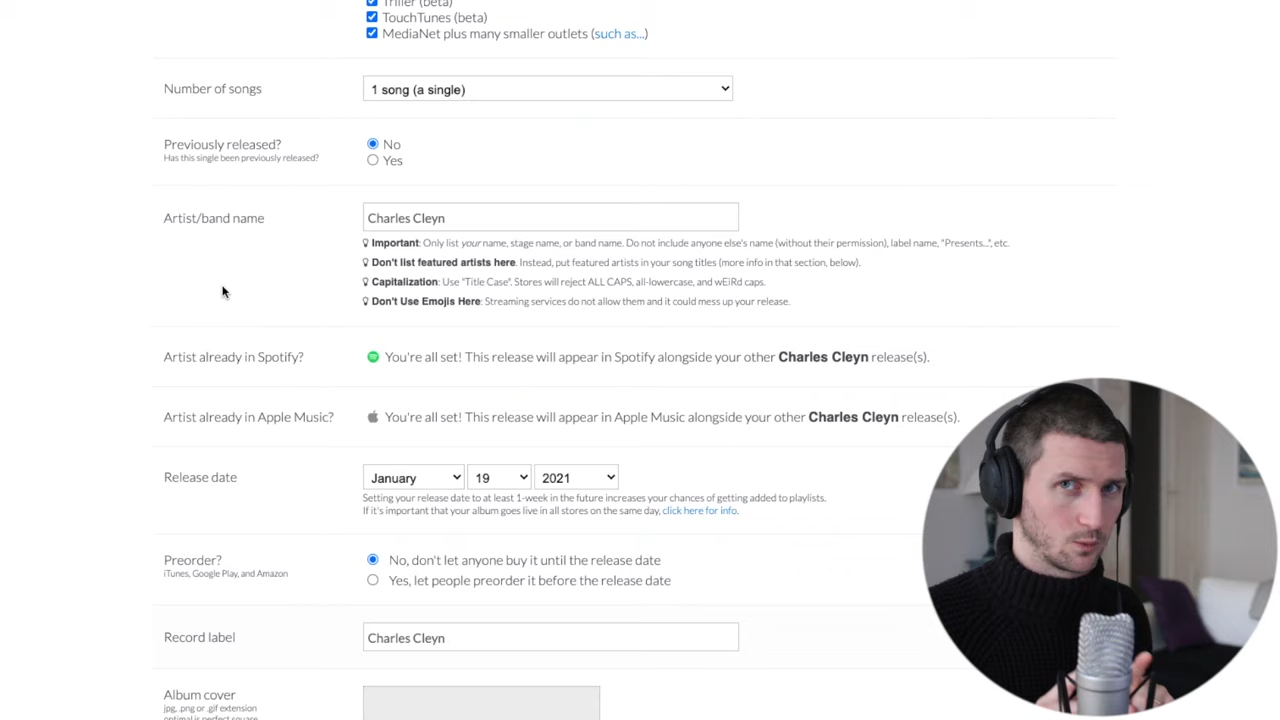 Triller (beta)
TouchTunes (beta)
MediaNet plus many smaller outlets (such as...)
Number of songs
1 song (a single)
Previously released?
Has this single been previously released?
No
Yes
Artist/band name
Charles Cleyn
Important: Only list your name, stage name, or band name. Do not include anyone else's name (without their permission), label name, "Presents...", etc.
Don't list featured artists here. Instead, put featured artists in your song titles (more info in that section, below).
Capitalization: Use "Title Case". Stores will reject ALL CAPS, all-lowercase, and wEiRd caps.
Don't Use Emojis Here: Streaming services do not allow them and it could mess up your release.
Artist already in Spotify?
You're all set! This release will appear in Spotify alongside your other Charles Cleyn release(s).
Artist already in Apple Music?
You're all set! This release will appear in Apple Music alongside your other Charles Cleyn release(s).
Release date
January 19 2021
Setting your release date to at least 1-week in the future increases your chances of getting added to playlists.
If it's important that your album goes live in all stores on the same day, click here for info.
Preorder?
iTunes, Google Play, and Amazon
No, don't let anyone buy it until the release date
Yes, let people preorder it before the release date
Record label
Charles Cleyn
Album cover
jpg, .png or .gif extension
optimal is perfect square